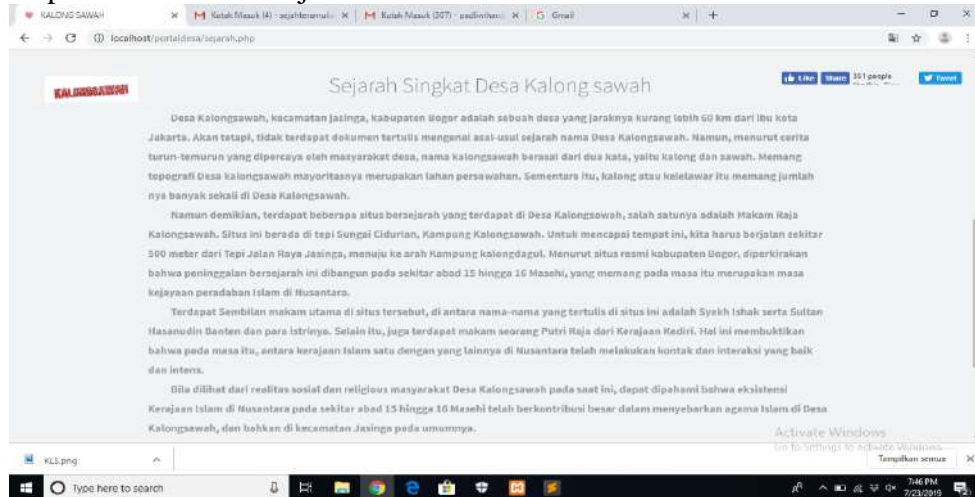 KALONG SAWAH
Kotak Masuk (4) - sejahteramul
Kotak Masuk (307) - padlinthar
Gmail
localhost/portaldesa/sejarah.php
KALONGSAWAH
Sejarah Singkat Desa Kalong sawah
Like Share 351 people
Tweet
Desa Kalongsawah, kecamatan jasinga, kabupaten Bogor adalah sebuah desa yang jaraknya kurang lebih 60 km dari ibu kota
Jakarta. Akan tetapi, tidak terdapat dokumen tertulis mengenai asal-usul sejarah nama Desa Kalongsawah. Namun, menurut cerita
turun-temurun yang dipercaya oleh masyarakat desa, nama kalongsawah berasal dari dua kata, yaitu kalong dan sawah. Memang
topografi Desa kalongsawah mayoritasnya merupakan lahan persawahan. Sementara itu, kalong atau kelelawar itu memang jumlah
nya banyak sekali di Desa Kalongsawah.
Namun demikian, terdapat beberapa situs bersejarah yang terdapat di Desa Kalongsawah, salah satunya adalah Makam Raja
Kalongsawah. Situs ini berada di tepi Sungai Cidurian, Kampung Kalongsawah. Untuk mencapai tempat ini, kita harus berjalan sekitar
500 meter dari Tepi Jalan Raya Jasinga, menuju ke arah Kampung kalongdagul. Menurut situs resmi kabupaten Bogor, diperkirakan
bahwa peninggalan bersejarah ini dibangun pada sekitar abad 15 hingga 16 Masehi, yang memang pada masa itu merupakan masa
kejayaan peradaban Islam di Nusantara.
Terdapat Sembilan makam utama di situs tersebut, di antara nama-nama yang tertulis di situs ini adalah Syekh Ishak serta Sultan
Hasanudin Banten dan para istrinya. Selain itu, juga terdapat makam seorang Putri Raja dari Kerajaan Kediri. Hal ini membuktikan
bahwa pada masa itu, antara kerajaan Islam satu dengan yang lainnya di Nusantara telah melakukan kontak dan interaksi yang baik
dan intens.
Bila dilihat dari realitas sosial dan religious masyarakat Desa Kalongsawah pada saat ini, dapat dipahami bahwa eksistensi
Kerajaan Islam di Nusantara pada sekitar abad 15 hingga 16 Masehi telah berkontribusi besar dalam menyebarkan agama Islam di Desa
Kalongsawah, dan bahkan di kecamatan Jasinga pada umumnya.
Activate Windows
Go to Settings to activate Windows.
KLS.png
Tampilkan semua
Type here to search
7:46 PM
7/23/2019